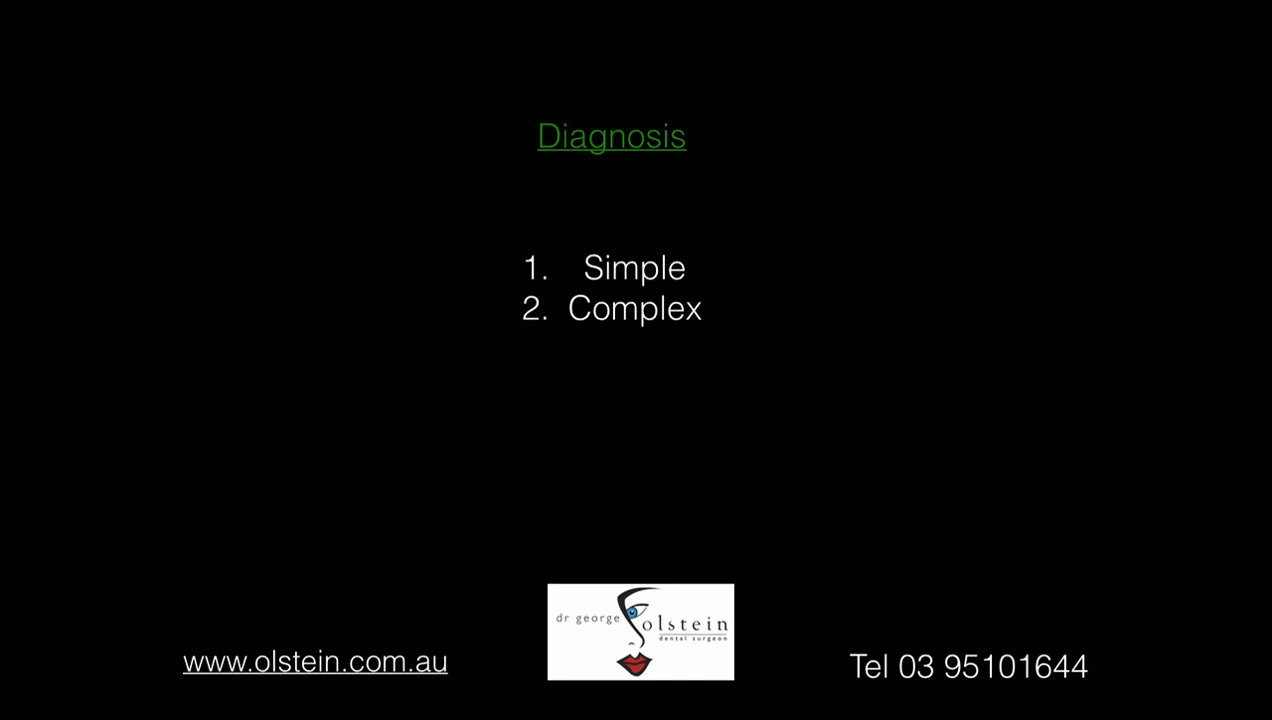 Diagnosis
1. Simple
2. Complex
dr george olstein
dental surgeon
www.olstein.com.au
Tel 03 95101644